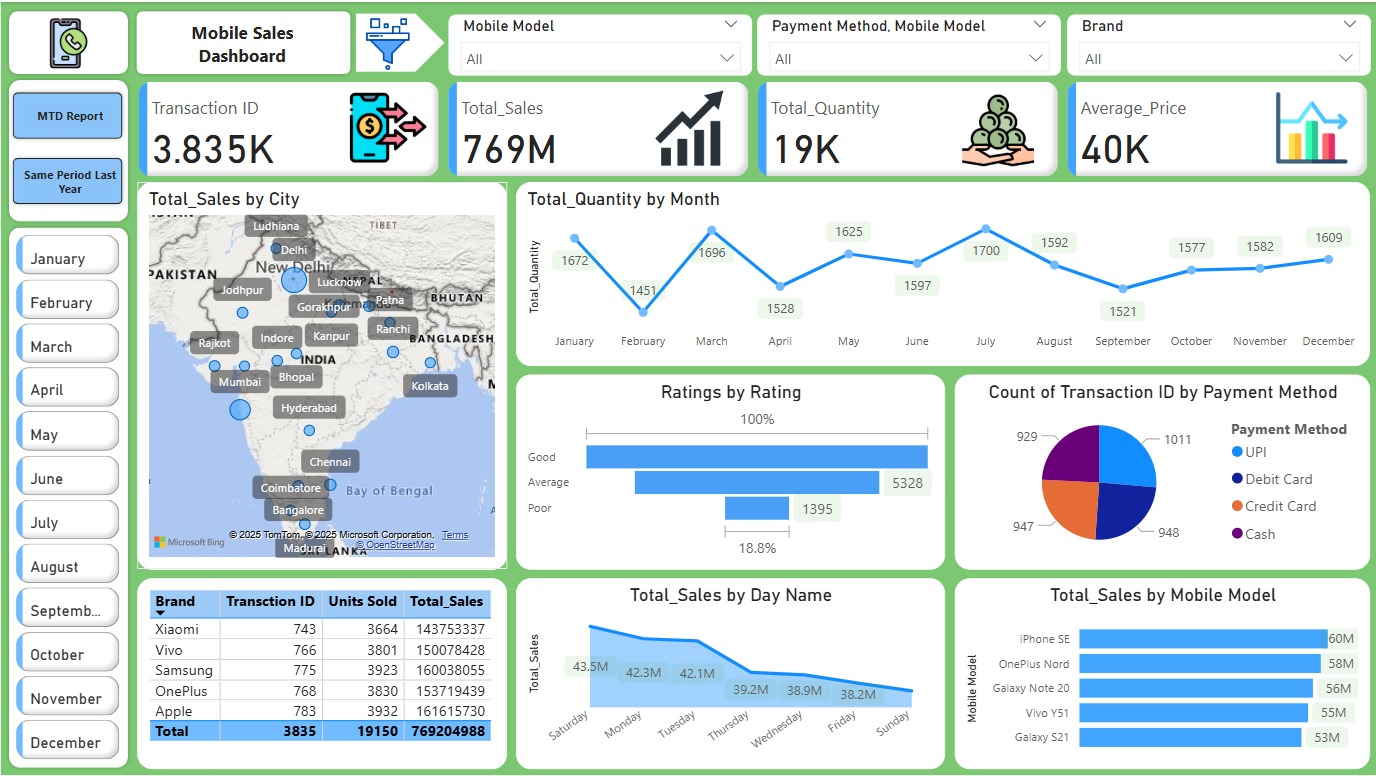 Mobile Sales
Dashboard
Mobile Model
All
Payment Method, Mobile Model
All
Brand
All
MTD Report
Same Period Last
Year
Transaction ID
3.835K
Total_Sales
769M
Total_Quantity
19K
Average_Price
40K
January
February
March
April
May
June
July
August
Septemb...
October
November
December
Total_Sales by City
TIBET
Ludhiana
Delhi
New Delhi
PAKISTAN
Lucknow
NEPAL
Jodhpur
Gorakhpur
Patna
BHUTAN
Rajkot
Indore
Kanpur
Ranchi
BANGLADESH
INDIA
Mumbai
Bhopal
Kolkata
Hyderabad
Chennai
Coimbatore
Bay of Bengal
Bangalore
© 2025 TomTom, © 2025 Microsoft Corporation, Terms
© OpenStreetMap
Microsoft Bing
Madurai
SRI LANKA
Total_Quantity by Month
Total_Quantity
1672
1451
1696
1528
1625
1597
1700
1592
1521
1577
1582
1609
January February March April May June July August September October November December
Ratings by Rating
100%
Good
Average 5328
Poor 1395
18.8%
Count of Transaction ID by Payment Method
929
1011
947
948
Payment Method
UPI
Debit Card
Credit Card
Cash
Brand Transction ID Units Sold Total_Sales
Xiaomi 743 3664 143753337
Vivo 766 3801 150078428
Samsung 775 3923 160038055
OnePlus 768 3830 153719439
Apple 783 3932 161615730
Total 3835 19150 769204988
Total_Sales by Day Name
Total_Sales
43.5M
42.3M
42.1M
39.2M
38.9M
38.2M
Saturday Monday Tuesday Thursday Wednesday Friday Sunday
Total_Sales by Mobile Model
Mobile Model
iPhone SE 60M
OnePlus Nord 58M
Galaxy Note 20 56M
Vivo Y51 55M
Galaxy S21 53M